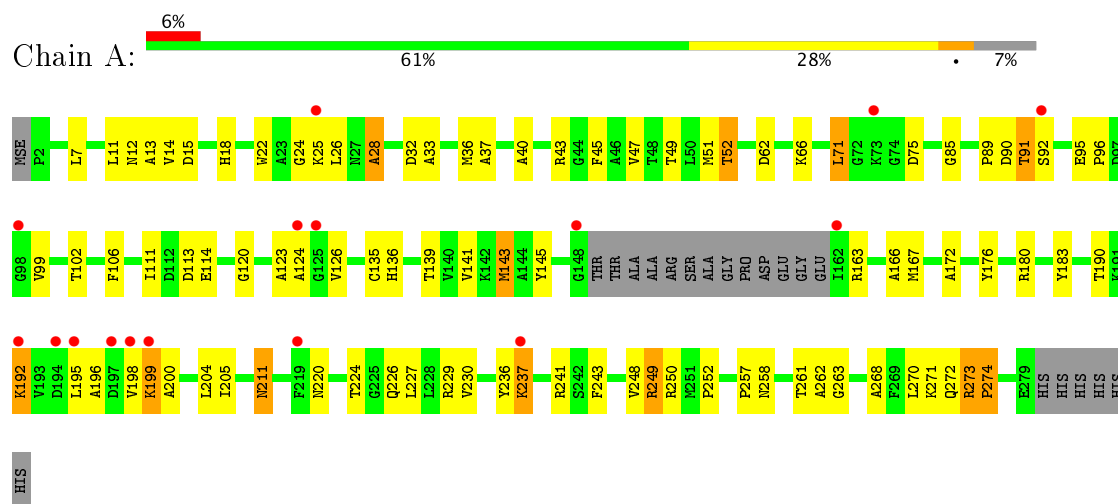 6%
Chain A:
61% 28% • 7%
MSE P2 L7 L11 N12 A13 V14 D15 H18 W22 A23 G24 K25 L26 N27 A28 D32 A33 M36 A37 A40 R43 G44 F45 A46 V47 T48 T49 L50 M51 T52 D62 K66 L71 G72 K73 G74 D75 G85 P89 D90 T91 S92 E95 P96 D97
G98 V99 T102 F106 I111 D112 D113 E114 G120 A123 A124 G125 V126 C135 H136 T139 V140 V141 K142 M143 A144 Y145 G148 THR THR ALA ALA ARG SER ALA GLY PRO ASP GLU GLY GLU I162 R163 A166 M167 A172 Y176 R180 Y183 T190 K191
K192 V193 D194 L195 A196 D197 V198 K199 A200 L204 I205 N211 F219 N220 T224 G225 Q226 L227 L228 R229 V230 Y236 K237 R241 S242 F243 V248 R249 R250 M251 P252 P257 N258 T261 A262 G263 A268 F269 L270 K271 Q272 R273 P274 E279 HIS HIS HIS HIS HIS
HIS